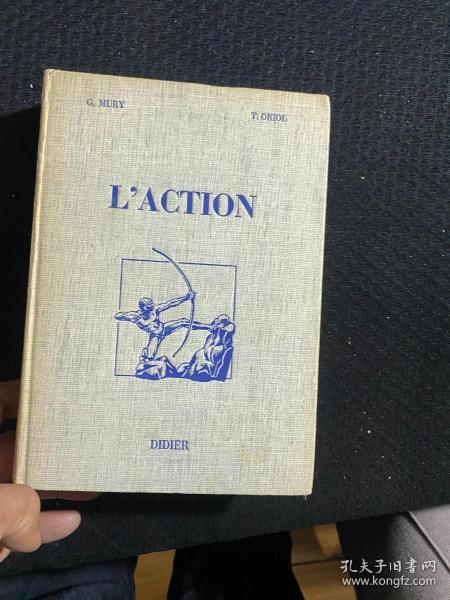 G. MURY
T. ORIOL
L'ACTION
DIDIER
孔夫子旧书网
www.kongfz.com